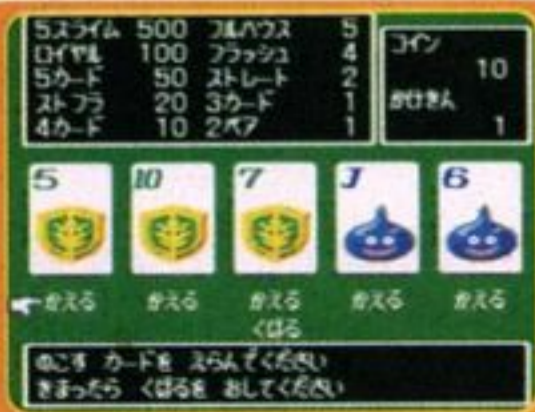 5スライム 500 フルハウス 5
ロイヤル 100 フラッシュ 4
5カード 50 ストレート 2
ストフラ 20 3カード 1
4カード 10 2ペア 1
コイン
10
かけきん
1
5 10 7 J 6
かえる かえる かえる かえる かえる
くばる
のこす カードを えらんでください
きまったら くばるを おしてください